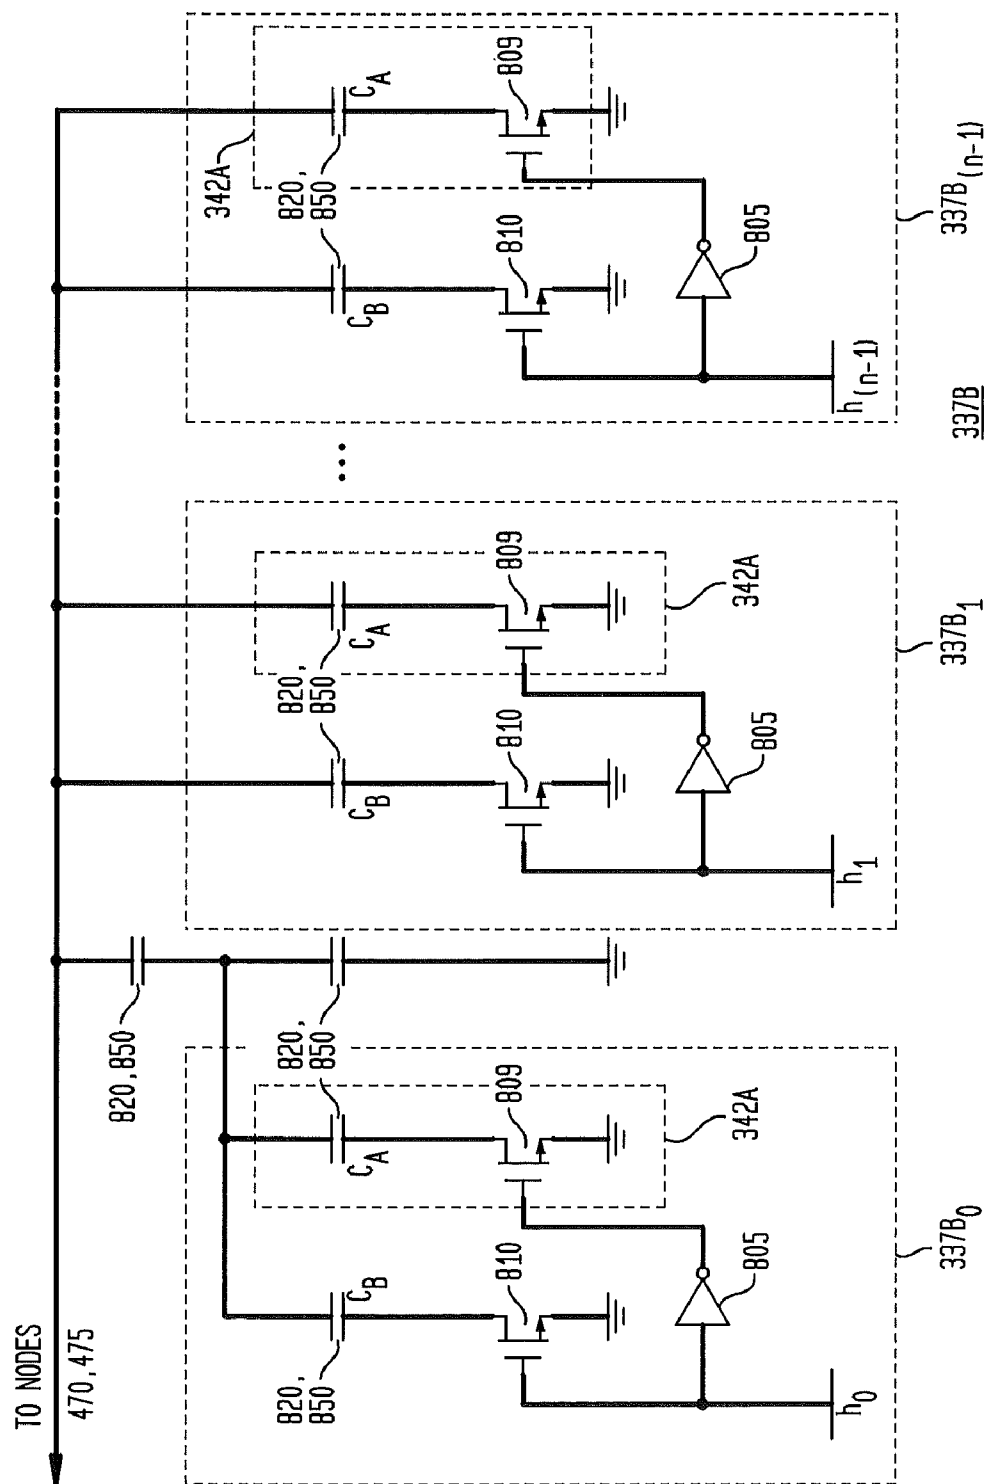 TO NODES
470, 475
820, 850
820,
850
C_B
810
805
h_0
820,
850
C_A
809
342A
337B_0
820,
850
C_B
C_A
810
809
805
342A
h_1
337B_1
...
342A
820,
850
C_B
C_A
810
809
805
h_(n-1)
337B_(n-1)
337B